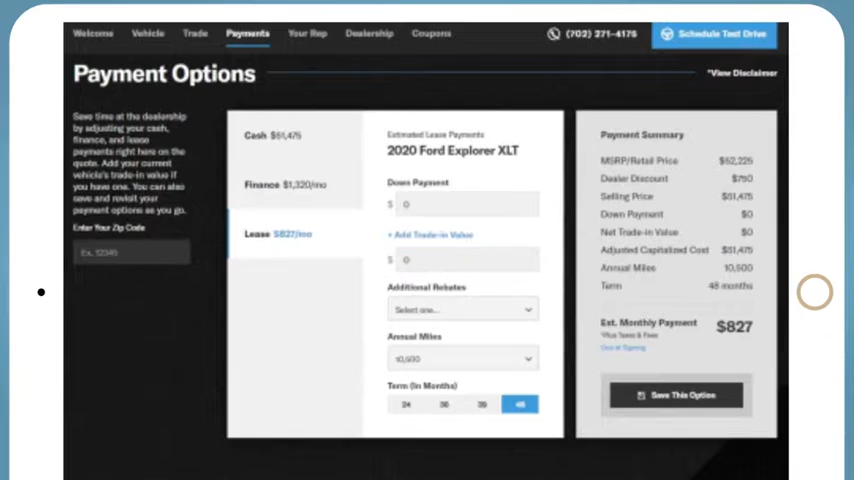 Welcome Vehicle Trade Payments Your Rep Dealership Coupons (702) 271-4175 Schedule Test Drive
Payment Options
*View Disclaimer
Save time at the dealership
by adjusting your cash,
finance, and lease
payments right here on the
quote. Add your current
vehicle's trade-in value if
you have one. You can also
save and revisit your
payment options as you go.
Enter Your Zip Code
Ex. 12345
Cash $51,475
Finance $1,320/mo
Lease $827/mo
Estimated Lease Payments
2020 Ford Explorer XLT
Down Payment
$ 0
+ Add Trade-in Value
$ 0
Additional Rebates
Select one...
Annual Miles
10,500
Term (In Months)
24 36 39 48
Payment Summary
MSRP/Retail Price $52,225
Dealer Discount $750
Selling Price $51,475
Down Payment $0
Net Trade-in Value $0
Adjusted Capitalized Cost $51,475
Annual Miles 10,500
Term 48 months
Est. Monthly Payment $827
*Plus Taxes & Fees
Due at Signing
Save This Option